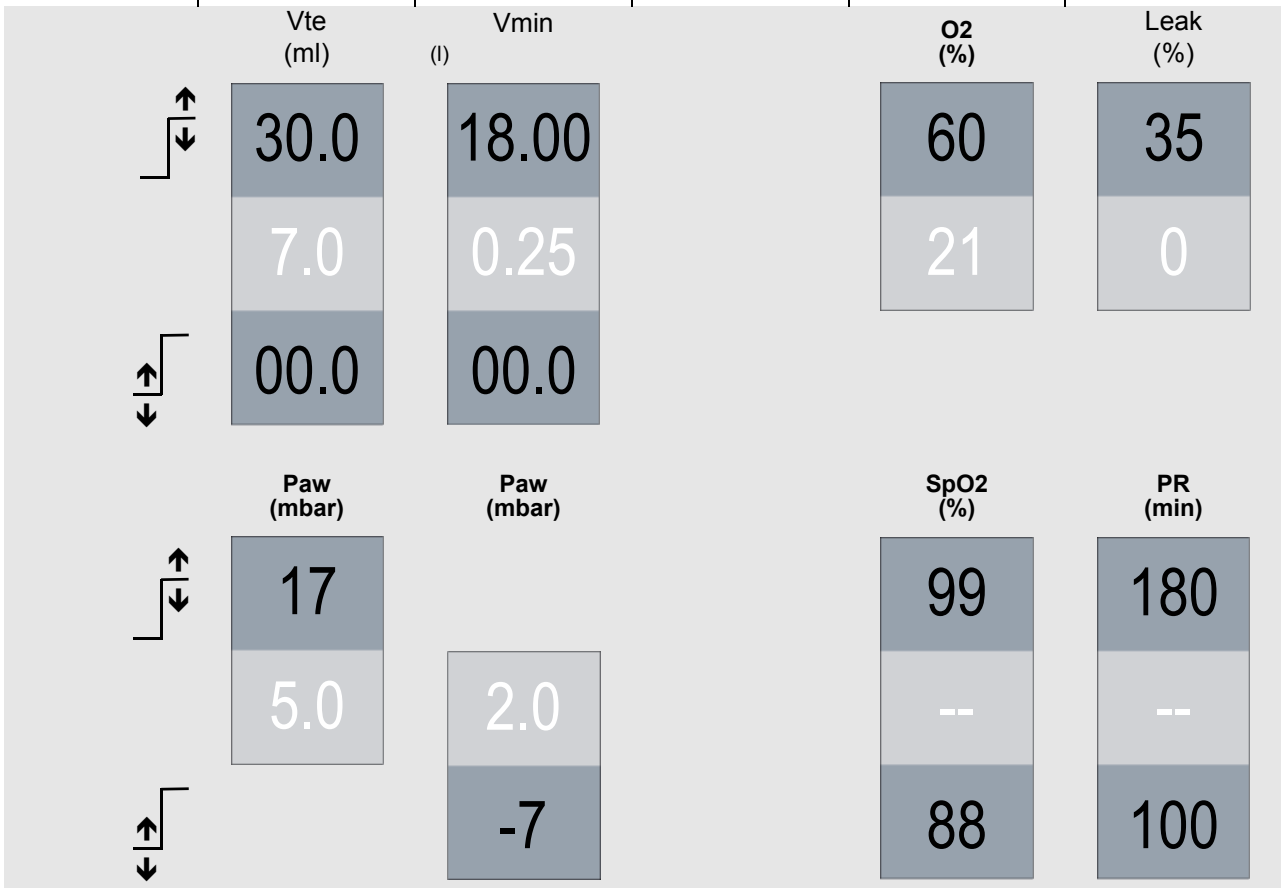 Vte Vmin O2 Leak
(ml) (l) (%) (%)
30.0 18.00 60 35
7.0 0.25 21 0
00.0 00.0
Paw Paw SpO2 PR
(mbar) (mbar) (%) (min)
17 99 180
5.0 2.0 -- --
-7 88 100